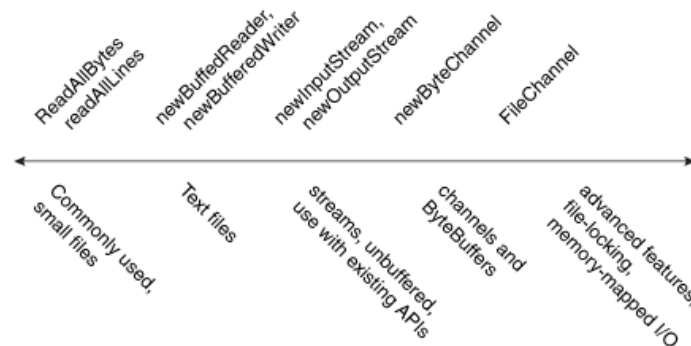 ReadAllBytes
readAllLines
newBuffedReader,
newBufferedWriter
newInputStream,
newOutputStream
newByteChannel
FileChannel
Commonly used,
small files
Text files
streams, unbuffered,
use with existing APIs
channels and
ByteBuffers
advanced features,
file-locking,
memory-mapped I/O